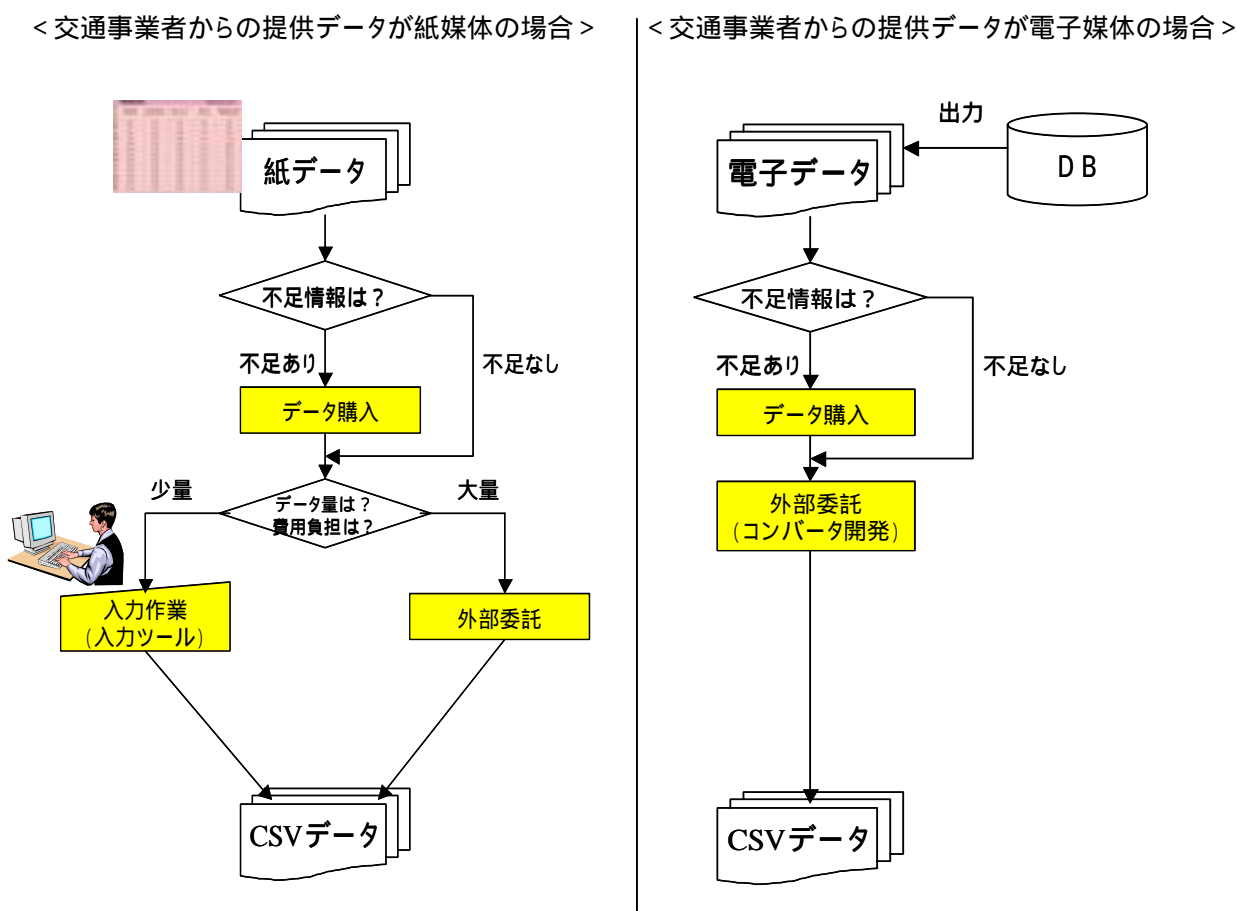 <交通事業者からの提供データが紙媒体の場合>
紙データ
不足情報は?
不足あり
不足なし
データ購入
データ量は?
費用負担は?
少量
大量
入力作業
(入力ツール)
外部委託
CSVデータ
<交通事業者からの提供データが電子媒体の場合>
出力
DB
電子データ
不足情報は?
不足あり
不足なし
データ購入
外部委託
(コンバータ開発)
CSVデータ